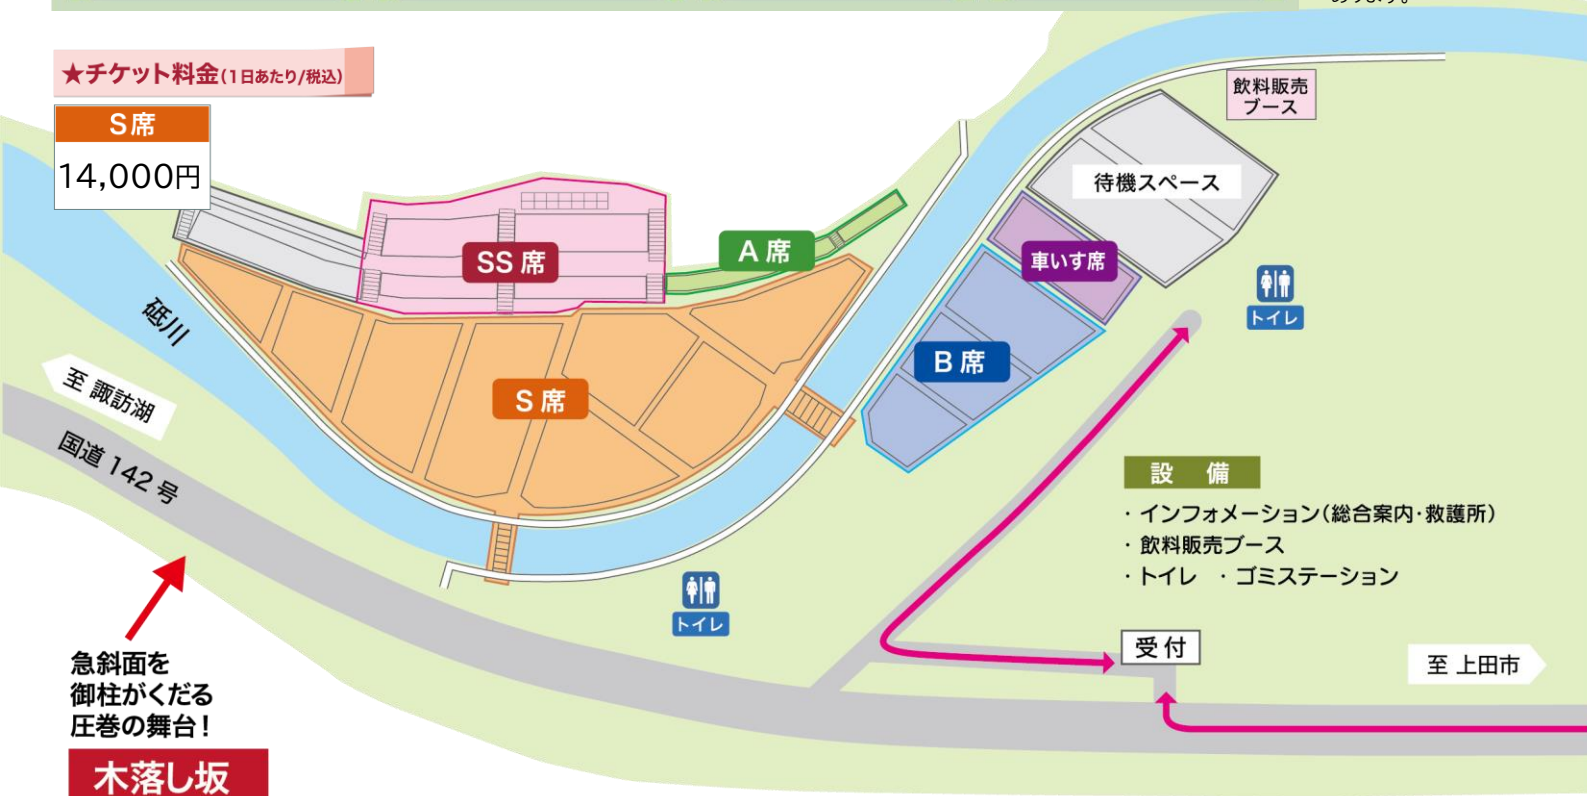 ★チケット料金(1日あたり/税込)
S席
14,000円
飲料販売
ブース
待機スペース
A席
SS席
車いす席
トイレ
砥川
B席
S席
至 諏訪湖
国道142号
設 備
・インフォメーション(総合案内・救護所)
・飲料販売ブース
・トイレ ・ゴミステーション
トイレ
受付
至 上田市
急斜面を
御柱がくだる
圧巻の舞台!
木落し坂